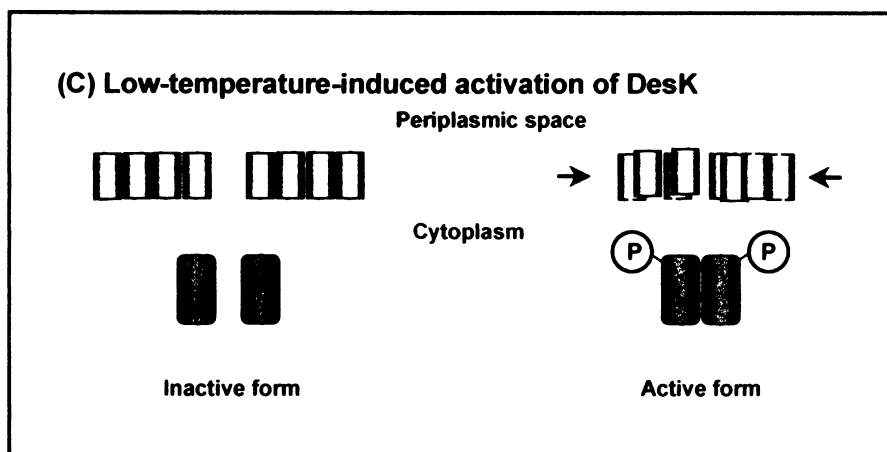 (C) Low-temperature-induced activation of DesK
Periplasmic space
Cytoplasm
P P
Inactive form
Active form